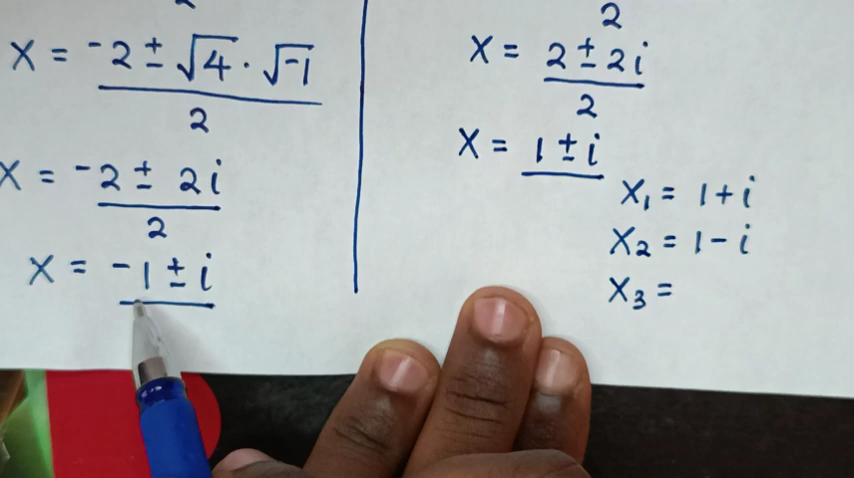 X = -2 ± √4 · √-1
2
X = -2 ± 2i
2
X = -1 ± i
2
X = 2 ± 2i
2
X = 1 ± i
X₁ = 1 + i
X₂ = 1 - i
X₃ =